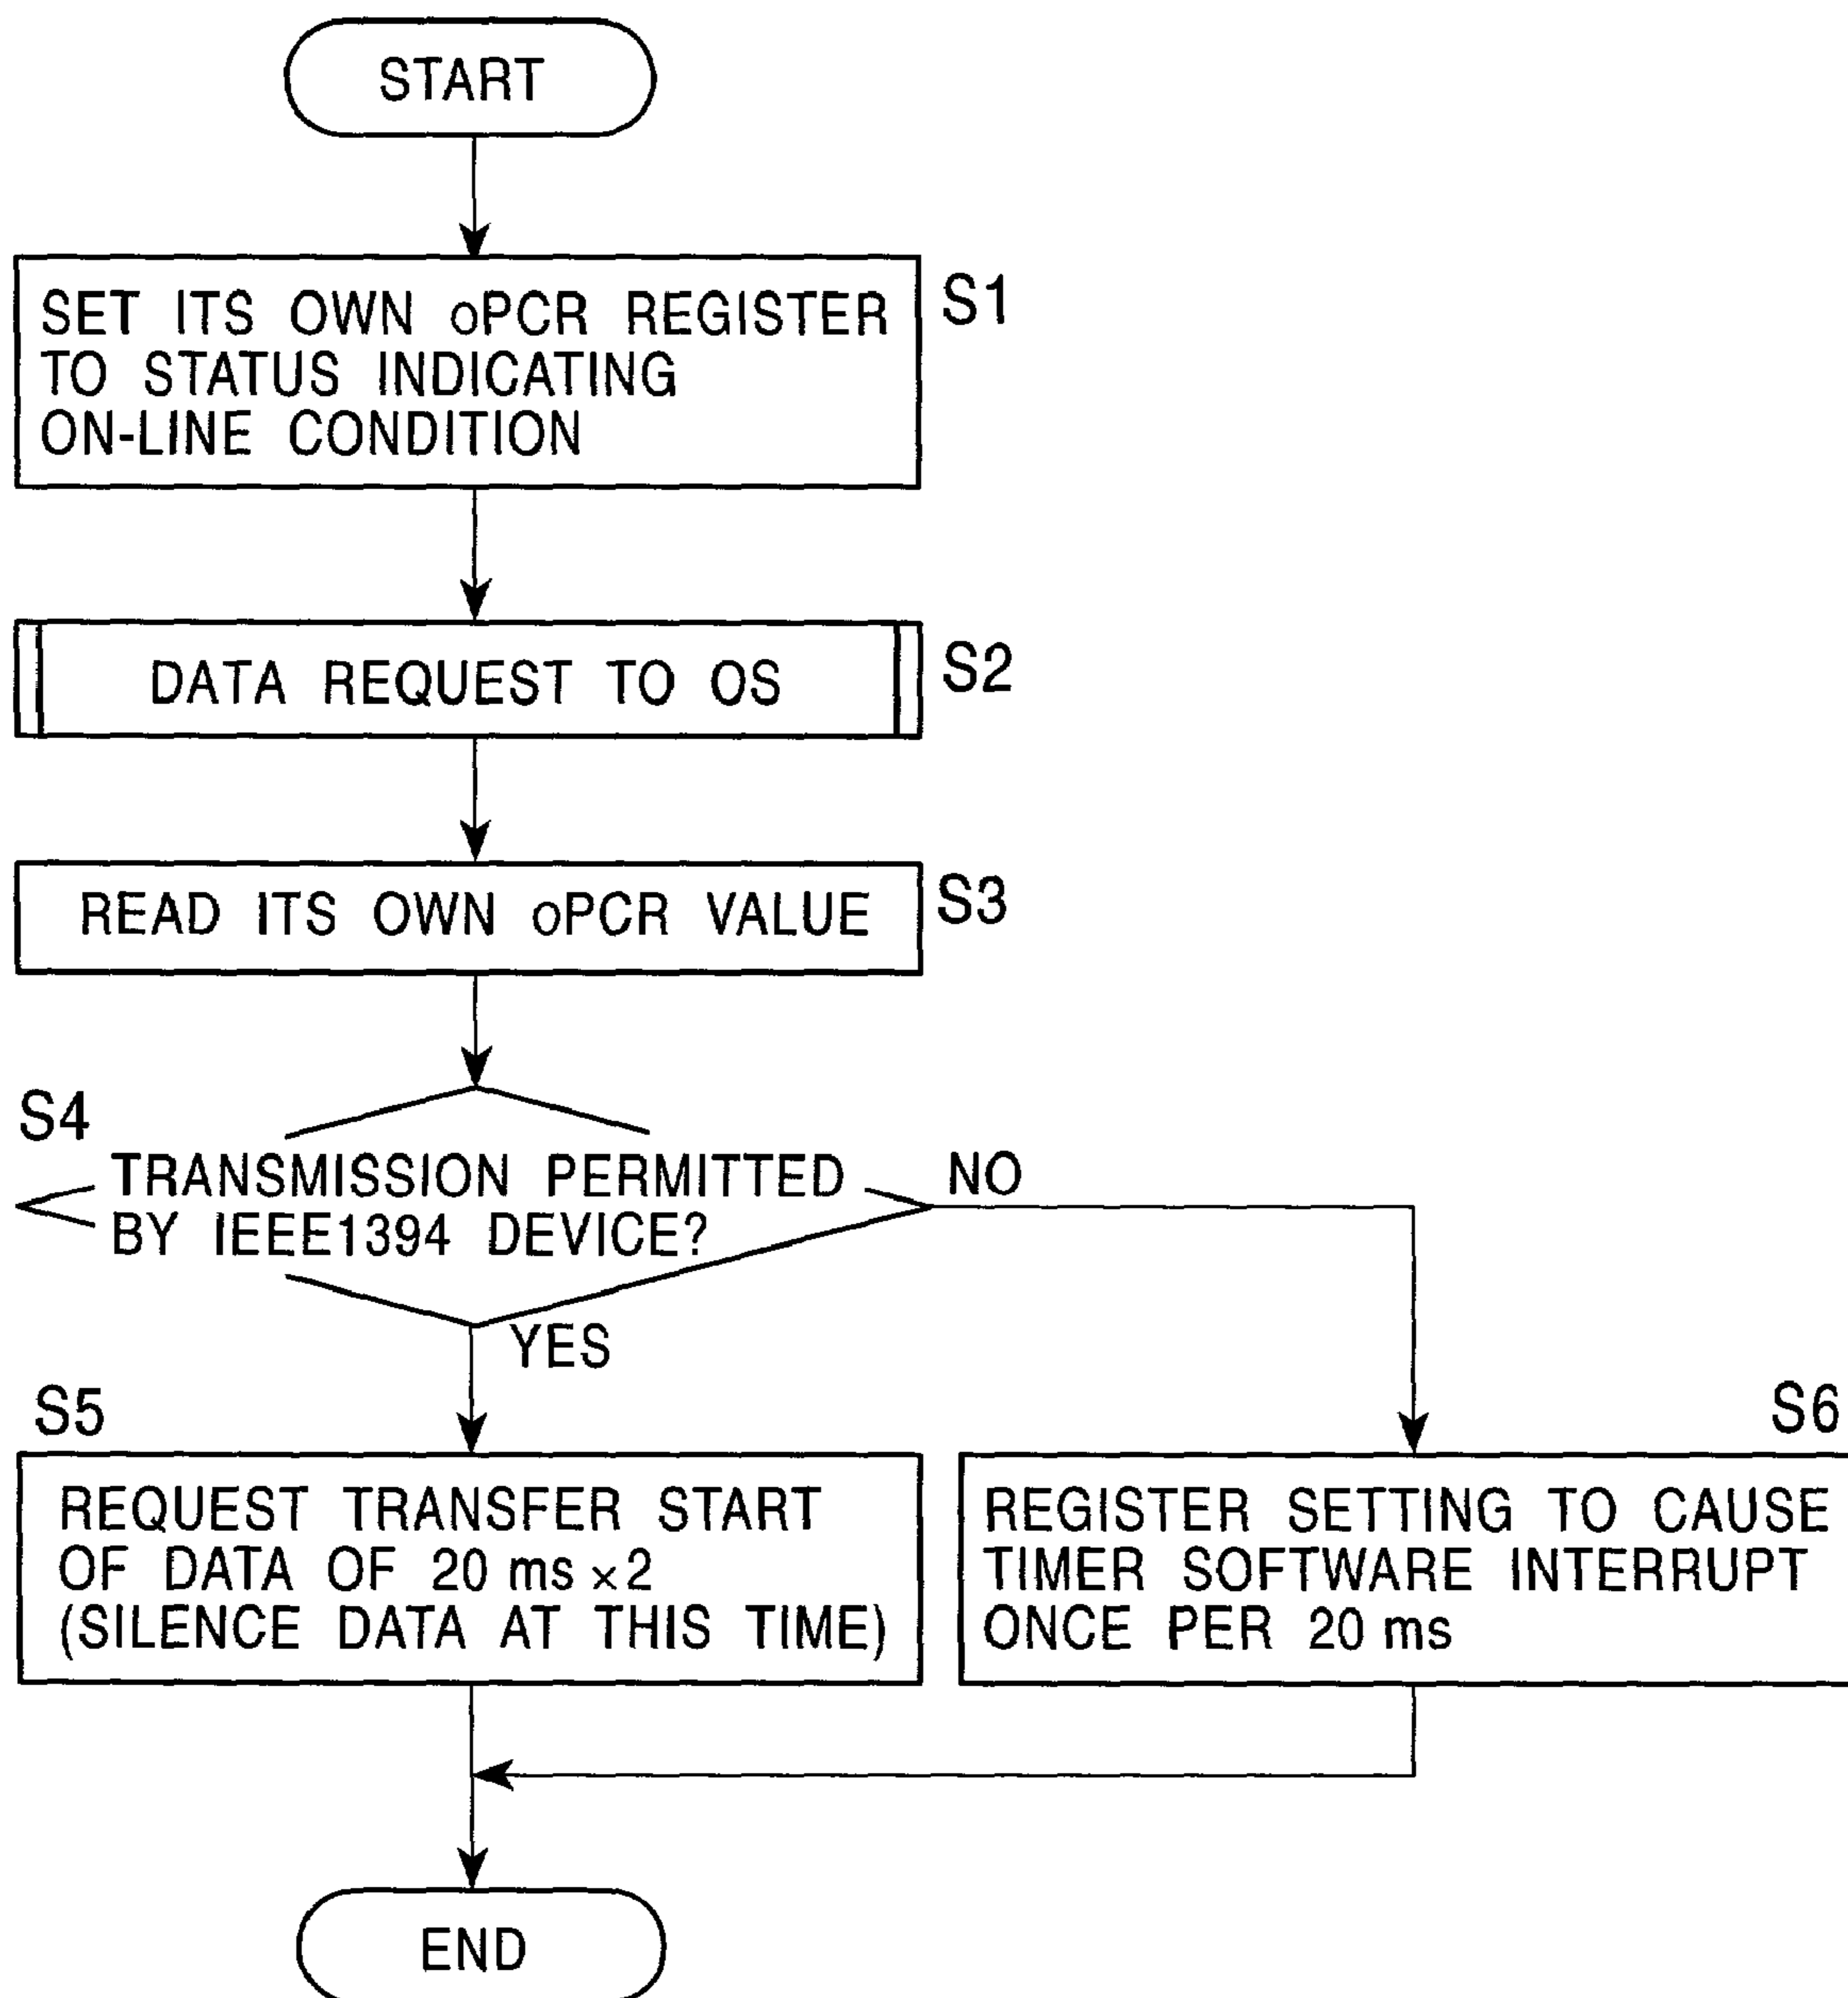 START
SET ITS OWN oPCR REGISTER
TO STATUS INDICATING
ON-LINE CONDITION
S1
DATA REQUEST TO OS
S2
READ ITS OWN oPCR VALUE
S3
S4
TRANSMISSION PERMITTED
BY IEEE1394 DEVICE?
NO
YES
S5
REQUEST TRANSFER START
OF DATA OF 20 ms ×2
(SILENCE DATA AT THIS TIME)
S6
REGISTER SETTING TO CAUSE
TIMER SOFTWARE INTERRUPT
ONCE PER 20 ms
END